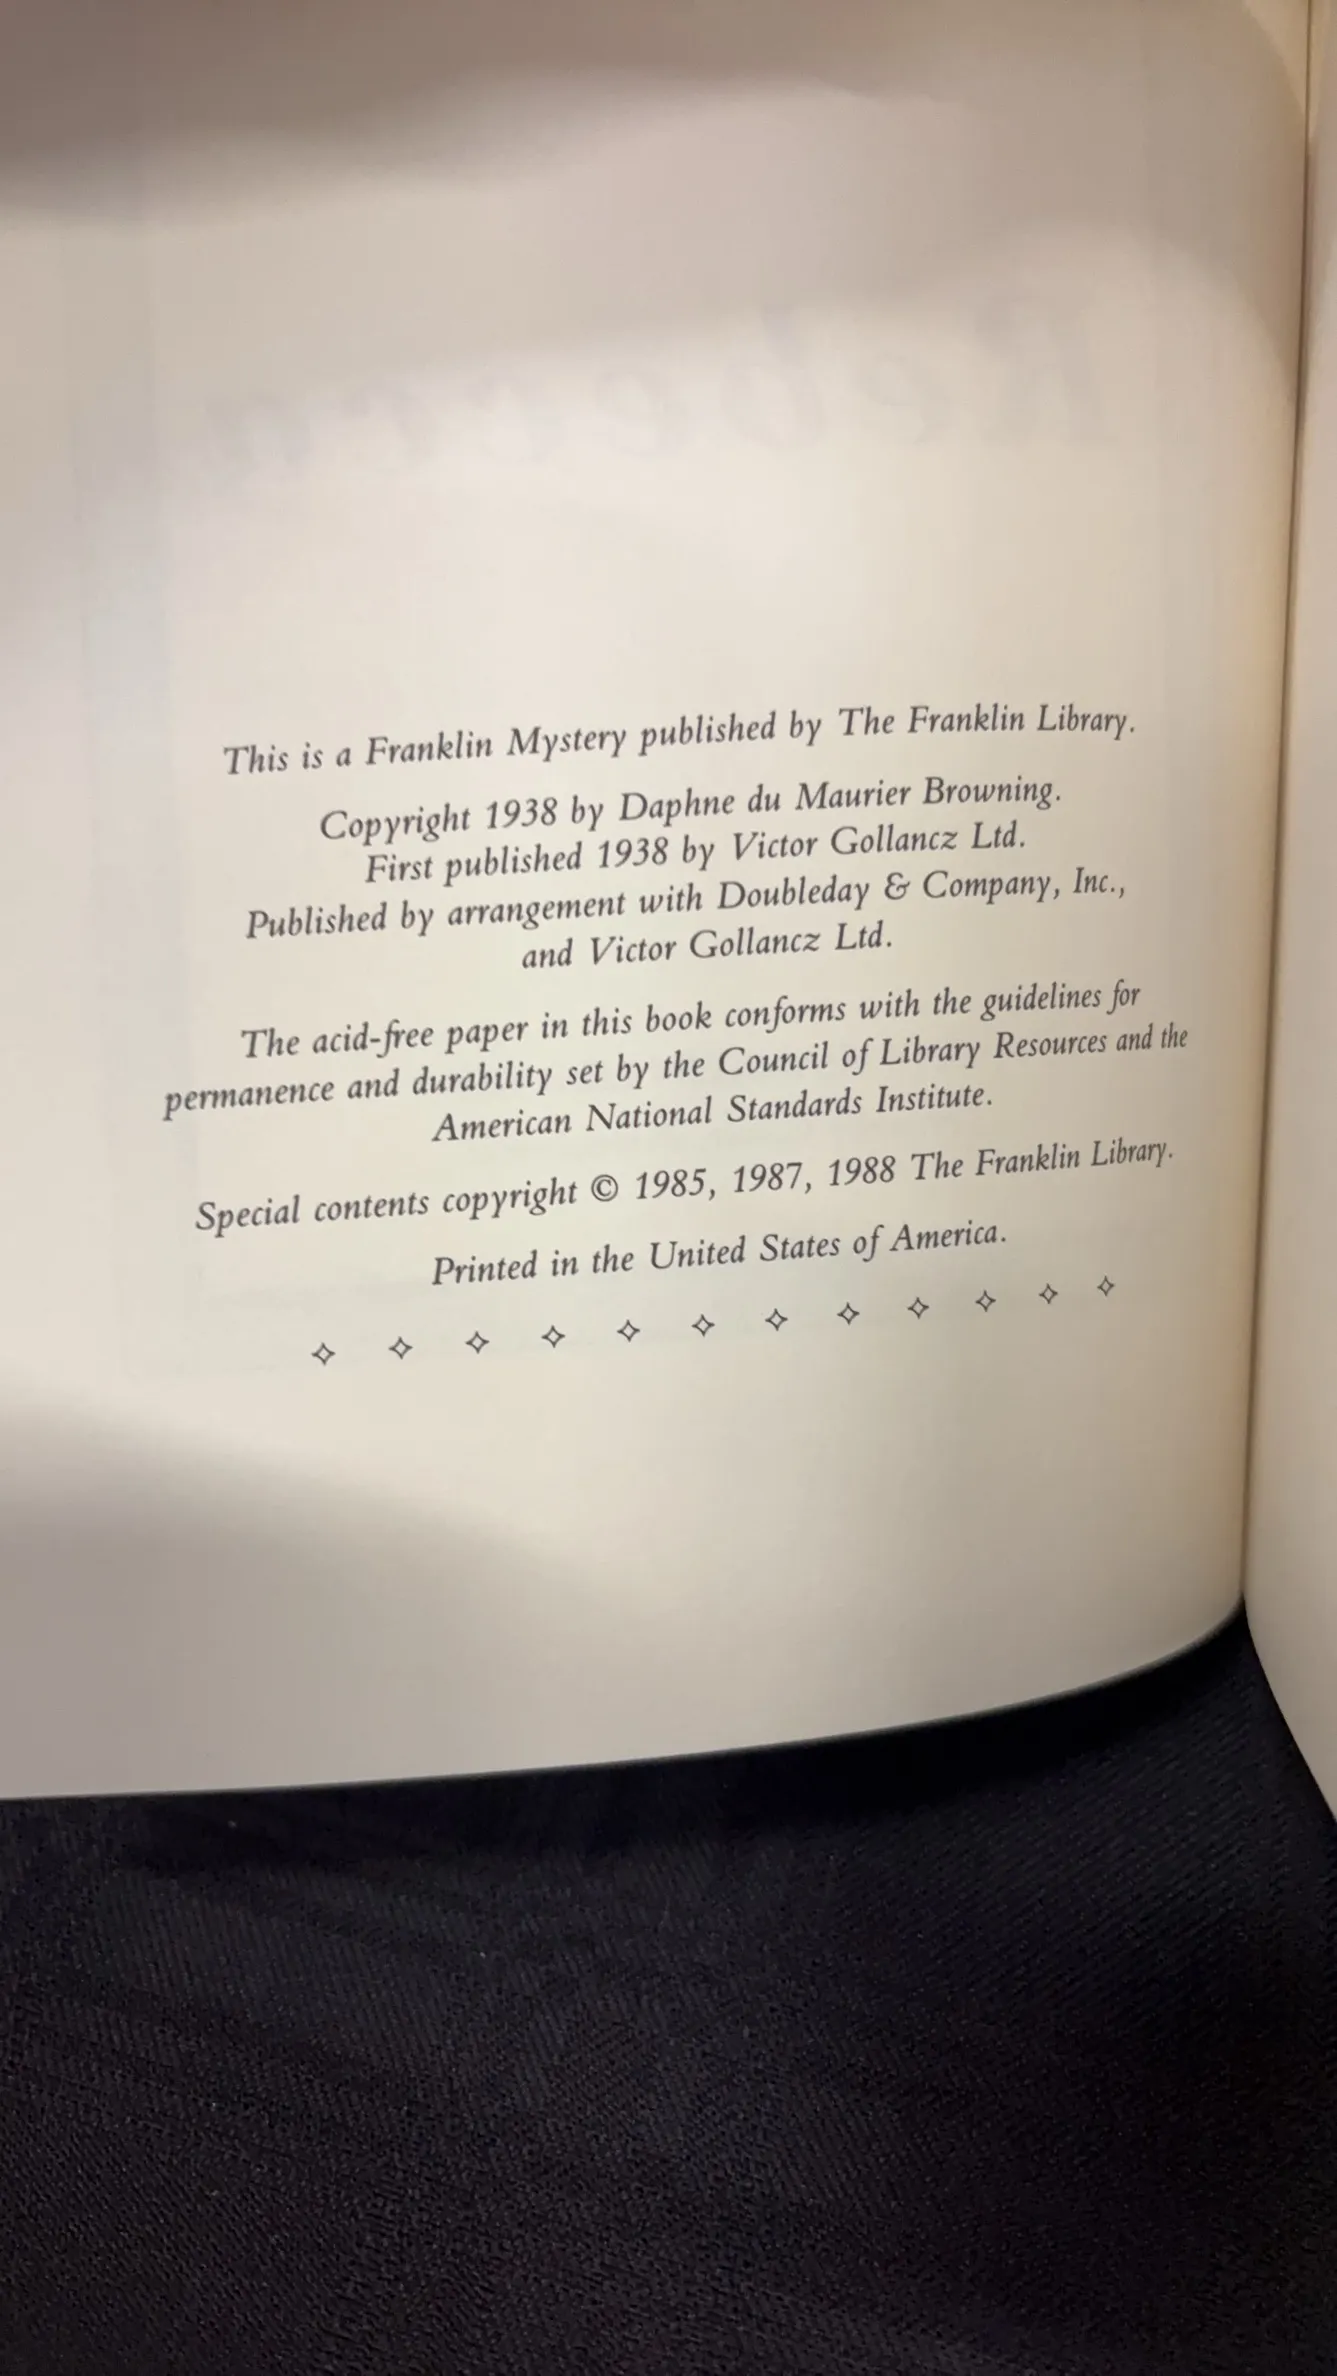 This is a Franklin Mystery published by The Franklin Library.
Copyright 1938 by Daphne du Maurier Browning.
First published 1938 by Victor Gollancz Ltd.
Published by arrangement with Doubleday & Company, Inc.,
and Victor Gollancz Ltd.
The acid-free paper in this book conforms with the guidelines for
permanence and durability set by the Council of Library Resources and the
American National Standards Institute.
Special contents copyright © 1985, 1987, 1988 The Franklin Library.
Printed in the United States of America.